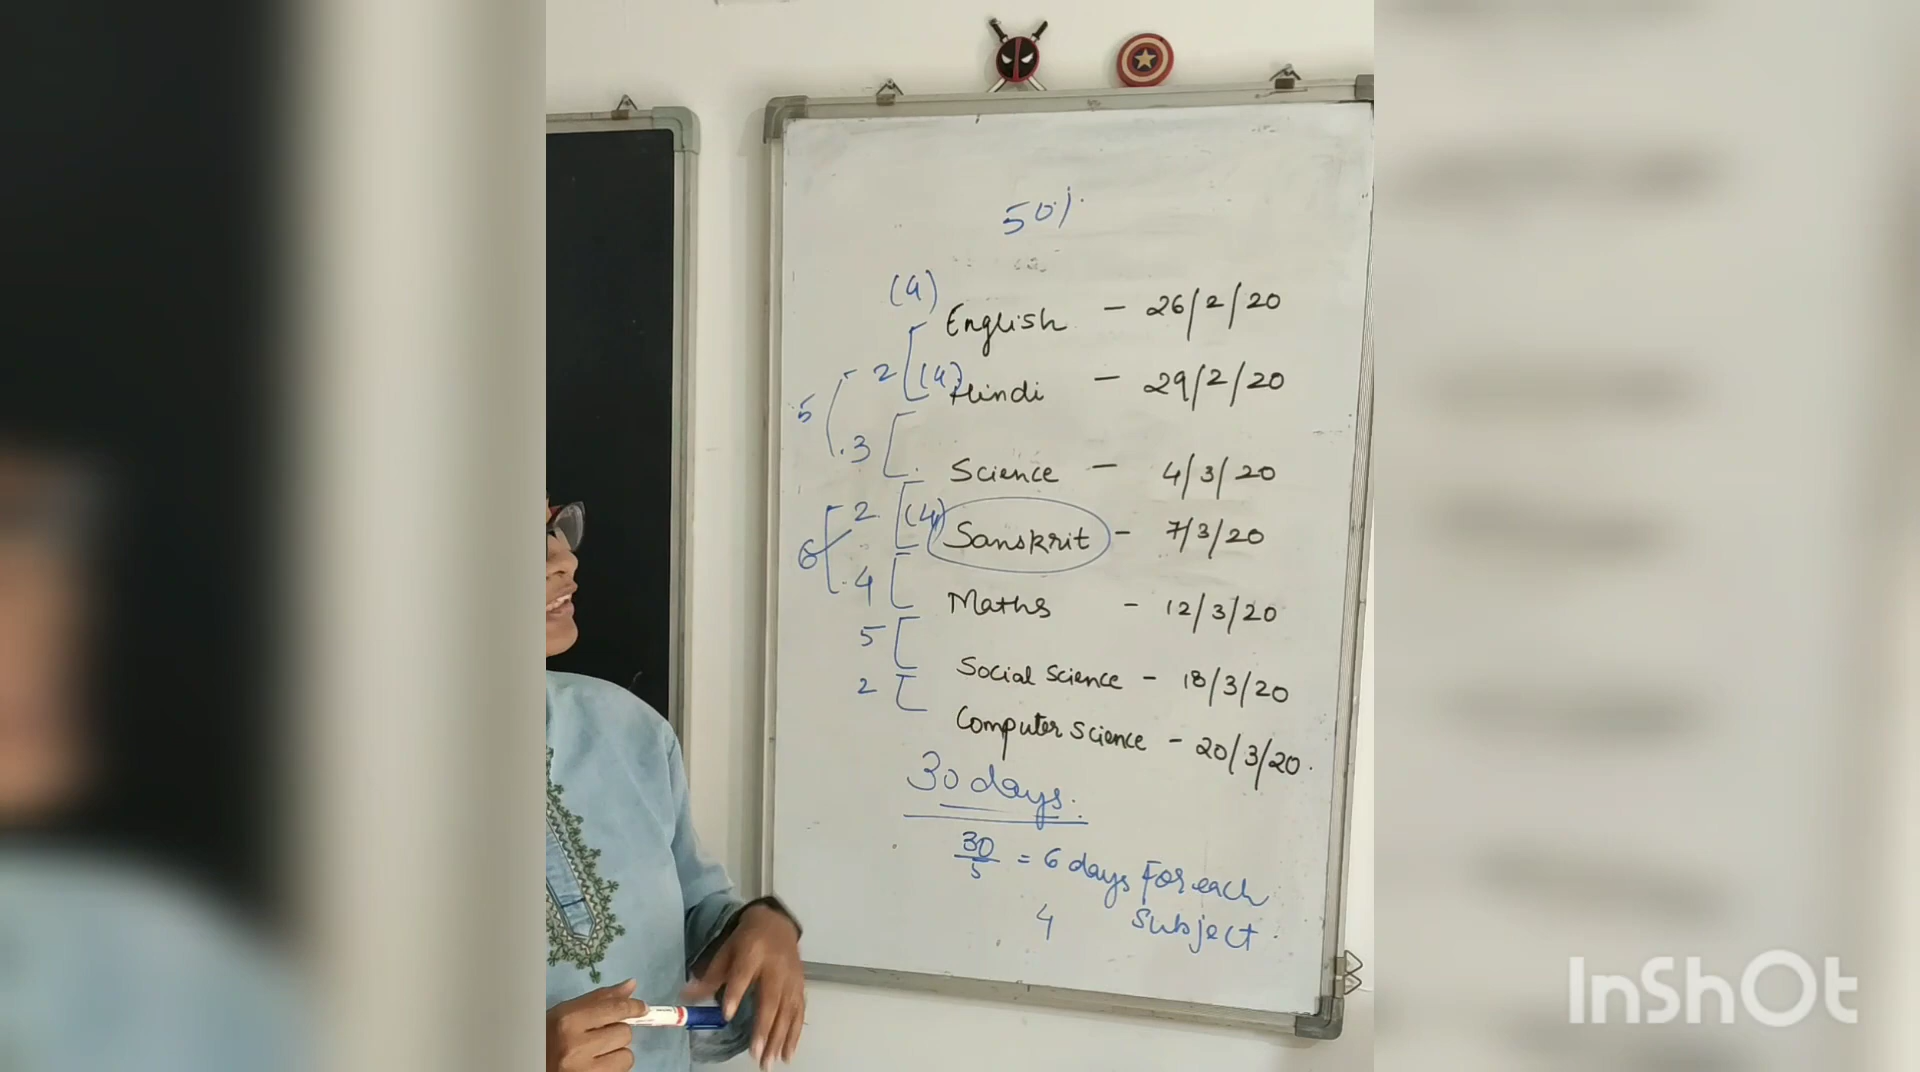 50%
(4)
English - 26/2/20
2 (4) Hindi - 29/2/20
5
3
Science - 4/3/20
2 (4) Sanskrit - 7/3/20
6
4
Maths - 12/3/20
5
Social Science - 18/3/20
2
Computer Science - 20/3/20.
30 days.
30/5 = 6 days For each
4 Subject.
InShOt